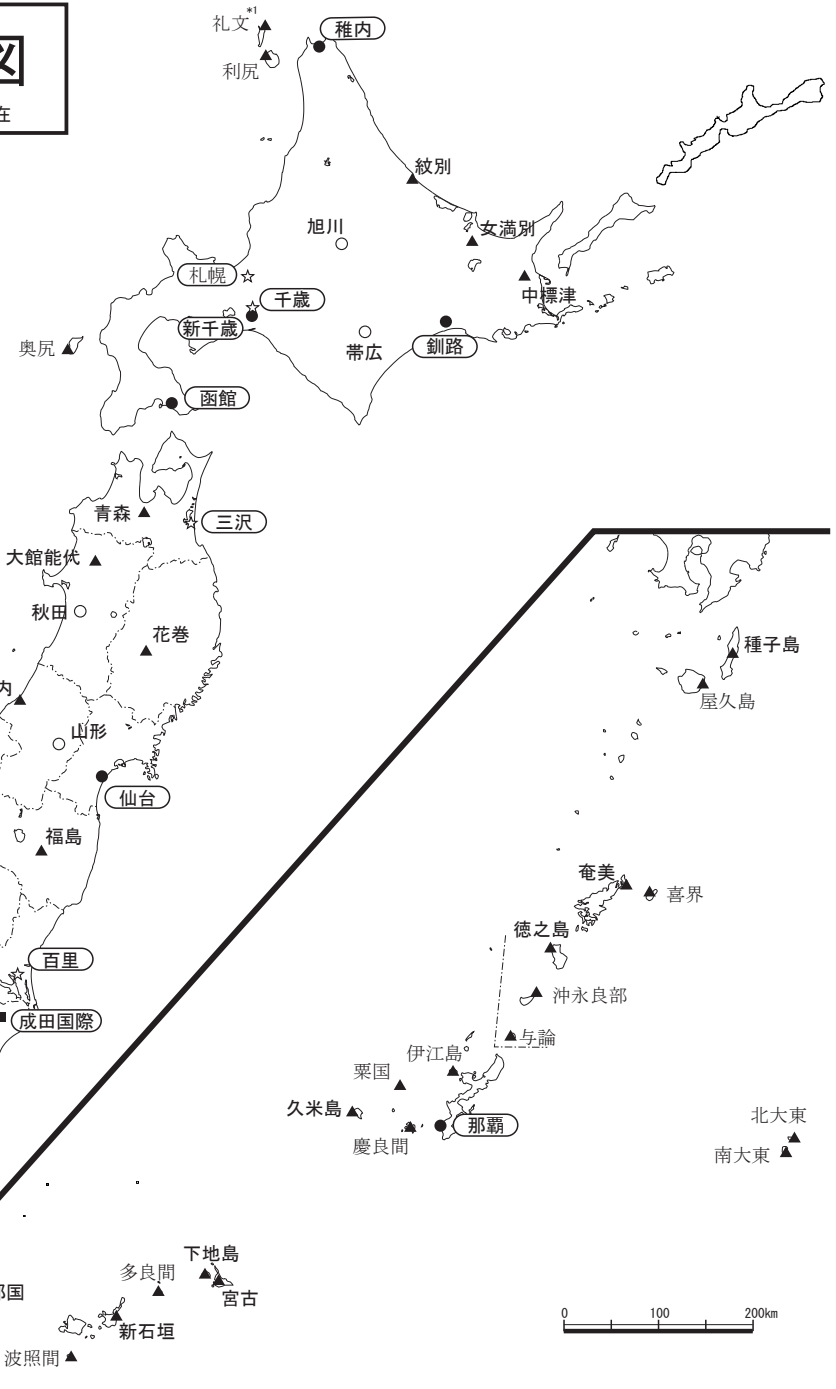 図
在
礼文*1
稚内
利尻
紋別
旭川
女満別
札幌
千歳
中標津
新千歳
奥尻
帯広
釧路
函館
青森
三沢
大館能代
秋田
花巻
種子島
内
屋久島
山形
仙台
福島
奄美
喜界
徳之島
百里
沖永良部
成田国際
与論
伊江島
粟国
久米島
那覇
北大東
慶良間
南大東
下地島
多良間
国
宮古
0 100 200km
新石垣
波照間